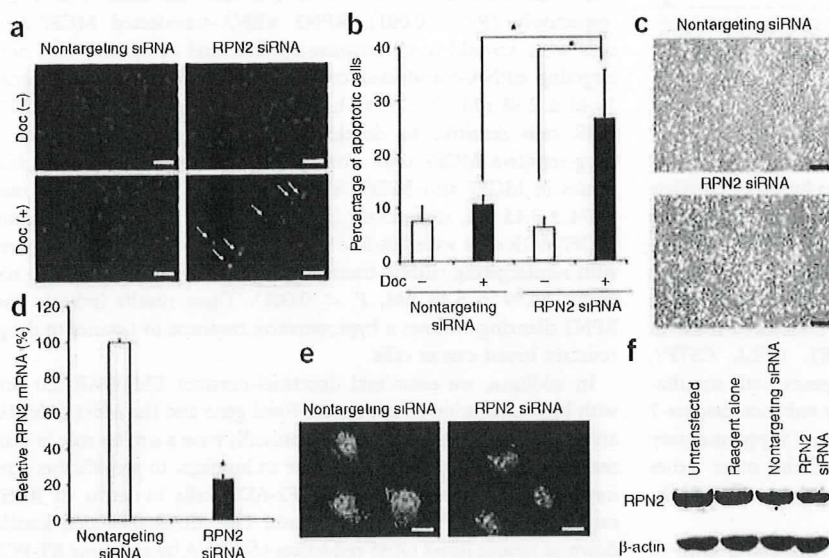 a
Nontargeting siRNA RPN2 siRNA
Doc (−)
Doc (+)
b
Percentage of apoptotic cells
40
30
20
10
0
* *
Doc − + − +
Nontargeting siRNA
RPN2 siRNA
c
Nontargeting siRNA
RPN2 siRNA
d
Relative RPN2 mRNA (%)
120
100
80
60
40
20
0
Nontargeting siRNA
RPN2 siRNA
e
Nontargeting siRNA RPN2 siRNA
f
Untransfected
Reagent alone
Nontargeting siRNA
RPN2 siRNA
RPN2
β-actin